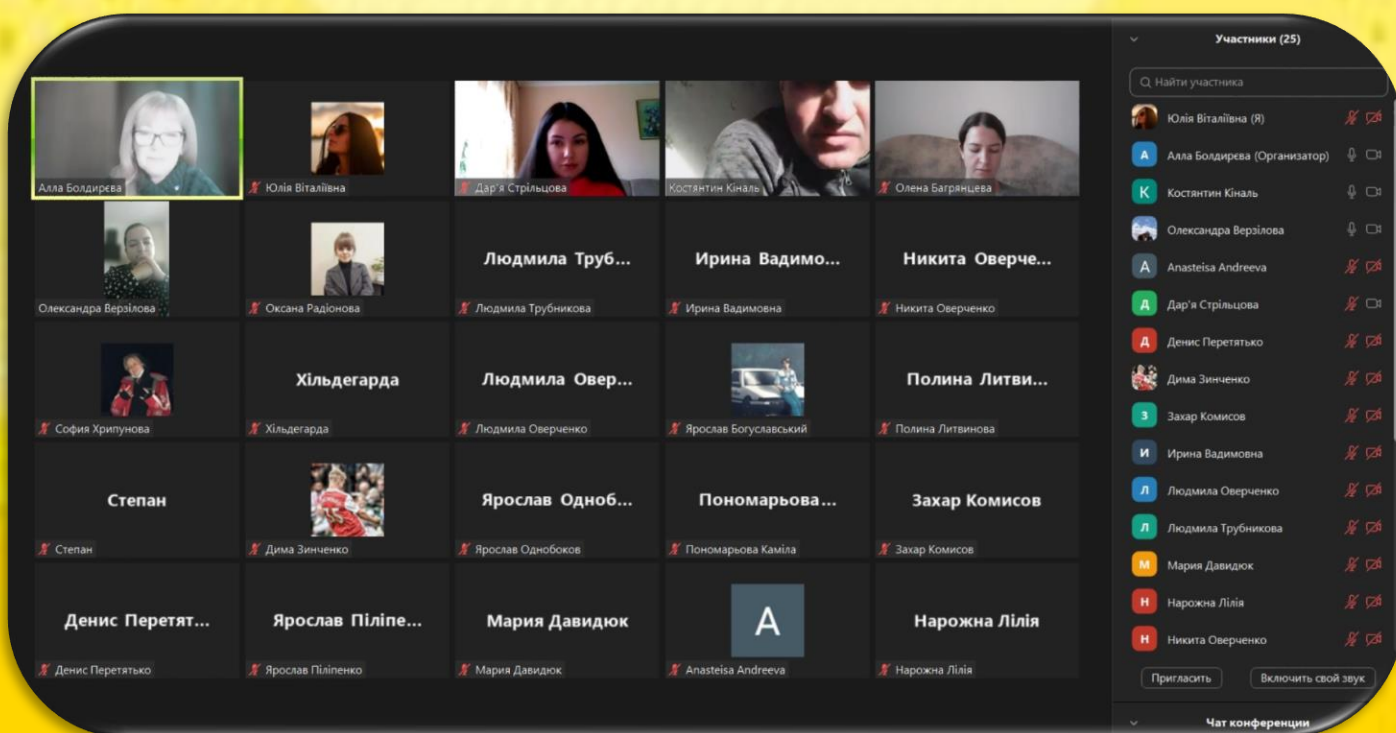 Алла Болдирєва
Юлія Віталіївна
Дар'я Стрільцова
Костянтин Кіналь
Олена Багрянцева
Олександра Верзілова
Оксана Радіонова
Людмила Труб...
Людмила Трубникова
Ирина Вадимо...
Ирина Вадимовна
Никита Оверче...
Никита Оверченко
София Хрипунова
Хільдегарда
Хільдегарда
Людмила Овер...
Людмила Оверченко
Ярослав Богуславський
Полина Литви...
Полина Литвинова
Степан
Степан
Дима Зинченко
Ярослав Одноб...
Ярослав Однобоков
Пономарьова...
Пономарьова Каміла
Захар Комисов
Захар Комисов
Денис Перетят...
Денис Перетятько
Ярослав Піліпе...
Ярослав Піліпенко
Мария Давидюк
Мария Давидюк
A
Anasteisa Andreeva
Нарожна Лілія
Нарожна Лілія
Участники (25)
Найти участника
Юлія Віталіївна (Я)
А Алла Болдирєва (Организатор)
К Костянтин Кіналь
Олександра Верзілова
A Anasteisa Andreeva
Д Дар'я Стрільцова
Д Денис Перетятько
Дима Зинченко
З Захар Комисов
И Ирина Вадимовна
Л Людмила Оверченко
Л Людмила Трубникова
М Мария Давидюк
Н Нарожна Лілія
Н Никита Оверченко
Пригласить Включить свой звук
Чат конференции